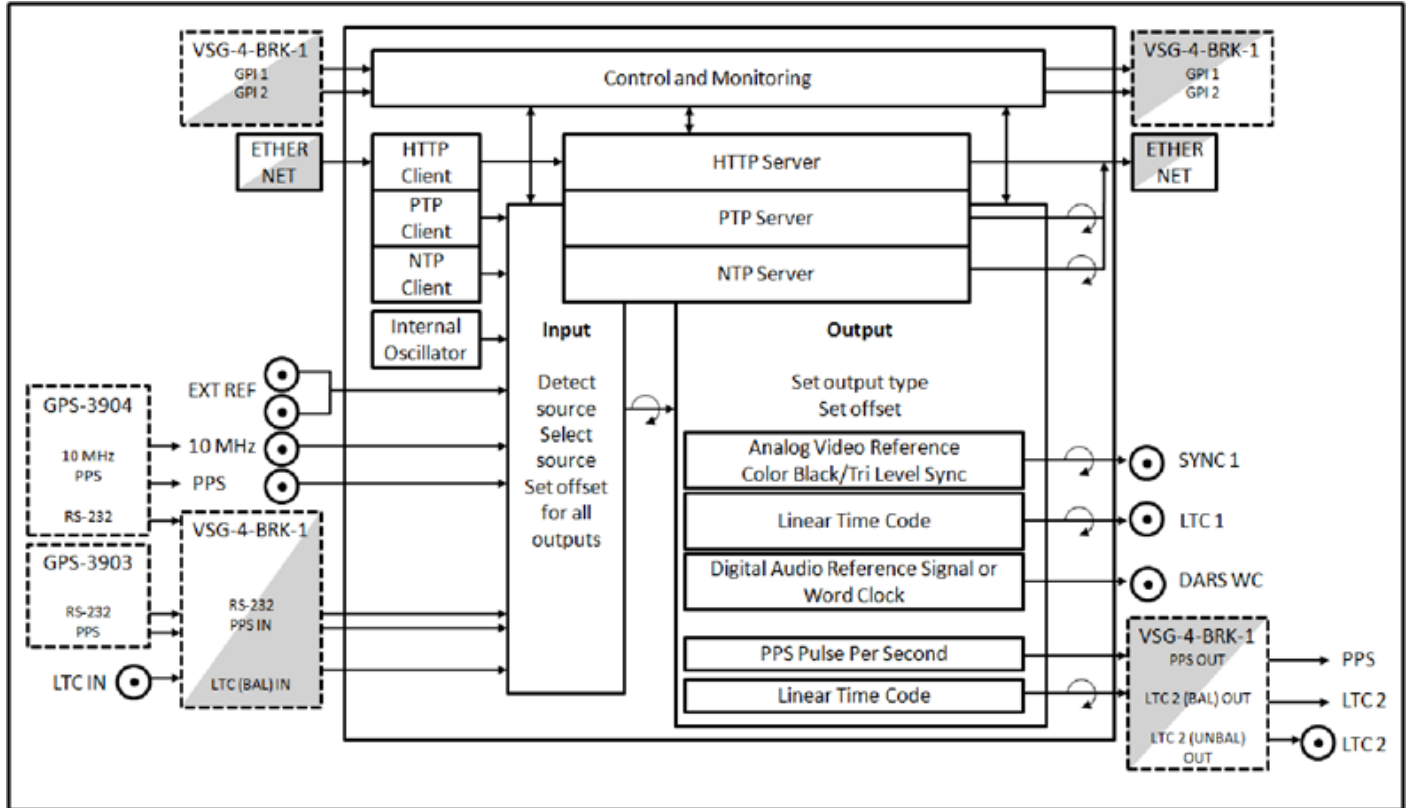 VSG-4-BRK-1
GPI 1
GPI 2
Control and Monitoring
VSG-4-BRK-1
GPI 1
GPI 2
ETHER
NET
HTTP
Client
HTTP Server
ETHER
NET
PTP
Client
PTP Server
NTP
Client
NTP Server
Internal
Oscillator
Input
Detect
source
Select
source
Set offset
for all
outputs
Output
Set output type
Set offset
EXT REF
10 MHz
PPS
GPS-3904
10 MHz
PPS
RS-232
GPS-3903
RS-232
PPS
LTC IN
VSG-4-BRK-1
RS-232
PPS IN
LTC (BAL) IN
Analog Video Reference
Color Black/Tri Level Sync
SYNC 1
Linear Time Code
LTC 1
Digital Audio Reference Signal or
Word Clock
DARS WC
PPS Pulse Per Second
Linear Time Code
VSG-4-BRK-1
PPS OUT
LTC 2 (BAL) OUT
LTC 2 (UNBAL)
OUT
PPS
LTC 2
LTC 2